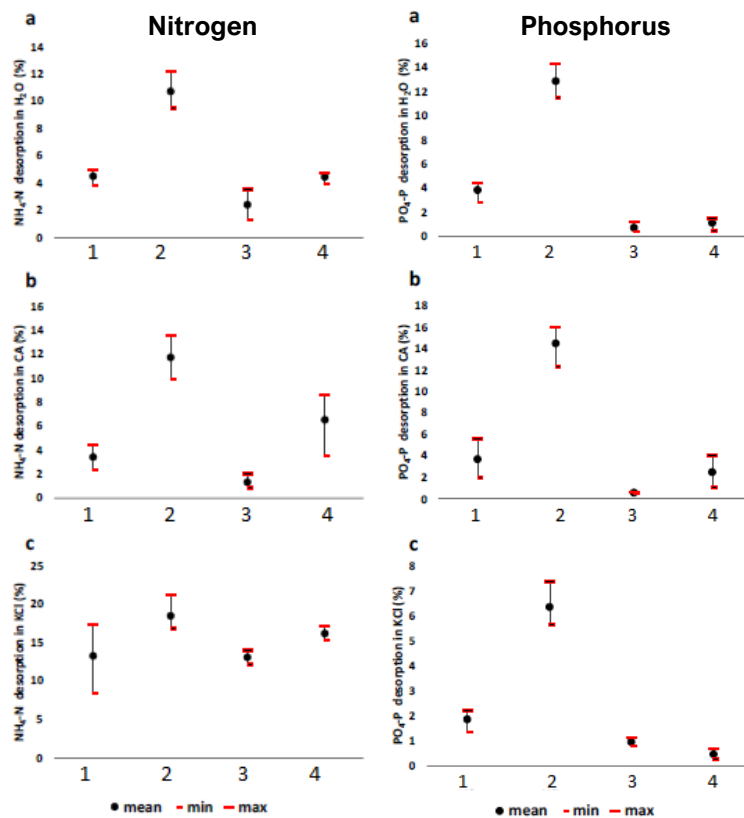 a Nitrogen
NH₄-N desorption in H₂O (%)
14
12
10
8
6
4
2
0
1 2 3 4
a Phosphorus
PO₄-P desorption in H₂O (%)
16
14
12
10
8
6
4
2
0
1 2 3 4
b
NH₄-N desorption in CA (%)
16
14
12
10
8
6
4
2
0
1 2 3 4
b
PO₄-P desorption in CA (%)
18
16
14
12
10
8
6
4
2
0
1 2 3 4
c
NH₄-N desorption in KCl (%)
25
20
15
10
5
0
1 2 3 4
mean min max
c
PO₄-P desorption in KCl (%)
8
7
6
5
4
3
2
1
0
1 2 3 4
mean min max